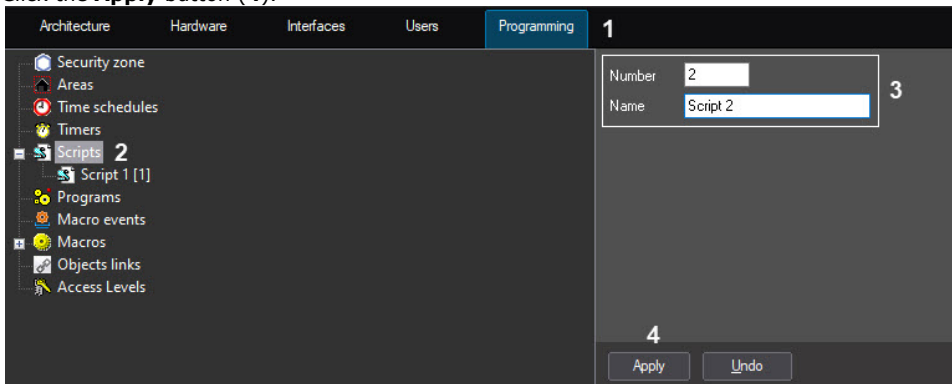 Click the Apply button (4).
Architecture Hardware Interfaces Users Programming 1
Security zone
Areas
Time schedules
Timers
Scripts 2
Script 1 [1]
Programs
Macro events
Macros
Objects links
Access Levels
Number 2
Name Script 2
3
4
Apply Undo